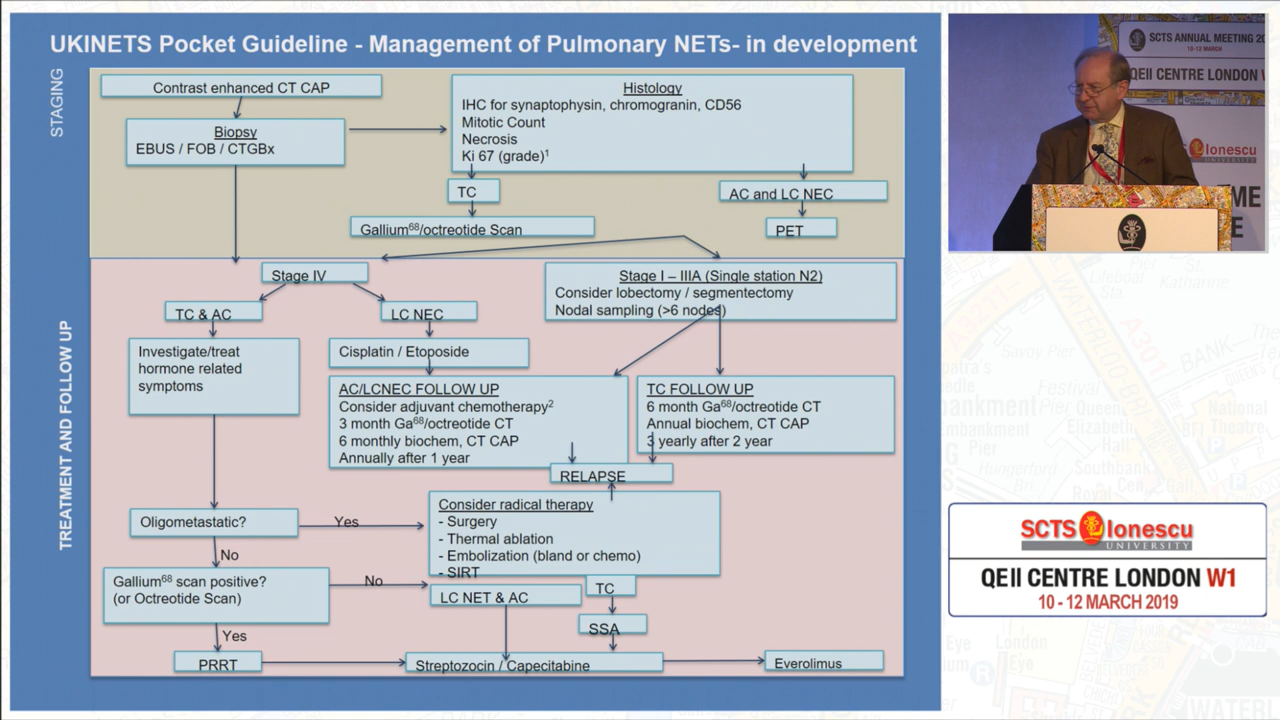 UKINETS Pocket Guideline - Management of Pulmonary NETs- in development
STAGING
Contrast enhanced CT CAP
Biopsy
EBUS / FOB / CTGBx
Histology
IHC for synaptophysin, chromogranin, CD56
Mitotic Count
Necrosis
Ki 67 (grade)¹
TC
AC and LC NEC
Gallium⁶⁸/octreotide Scan
PET
TREATMENT AND FOLLOW UP
Stage IV
Stage I – IIIA (Single station N2)
Consider lobectomy / segmentectomy
Nodal sampling (>6 nodes)
TC & AC
LC NEC
Investigate/treat
hormone related
symptoms
Cisplatin / Etoposide
AC/LCNEC FOLLOW UP
Consider adjuvant chemotherapy²
3 month Ga⁶⁸/octreotide CT
6 monthly biochem, CT CAP
Annually after 1 year
TC FOLLOW UP
6 month Ga⁶⁸/octreotide CT
Annual biochem, CT CAP
3 yearly after 2 year
RELAPSE
Oligometastatic?
Yes
Consider radical therapy
- Surgery
- Thermal ablation
- Embolization (bland or chemo)
- SIRT
No
Gallium⁶⁸ scan positive?
(or Octreotide Scan)
No
LC NET & AC
TC
SSA
Yes
PRRT
Streptozocin / Capecitabine
Everolimus
SCTS ANNUAL MEETING 20
10-12 MARCH
QEII CENTRE LONDON W
Ionescu
UNIVERSITY
ME
E
SCTS Ionescu
UNIVERSITY
QEII CENTRE LONDON W1
10 - 12 MARCH 2019